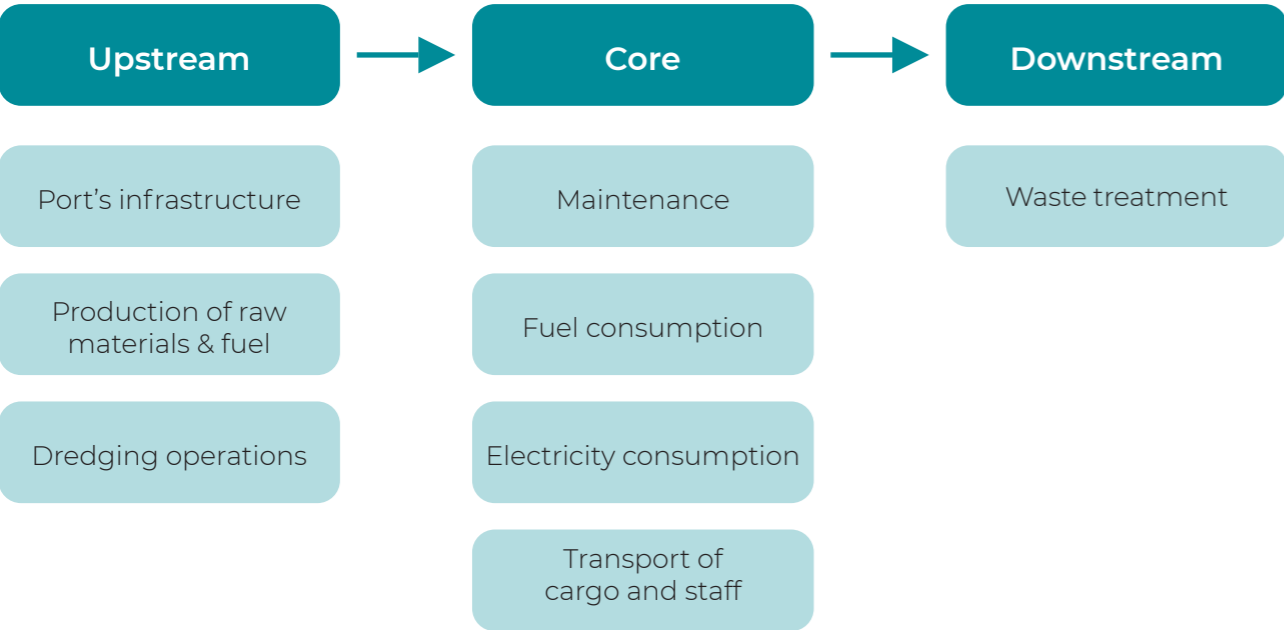 Upstream
Core
Downstream
Port’s infrastructure
Maintenance
Waste treatment
Production of raw
materials & fuel
Fuel consumption
Dredging operations
Electricity consumption
Transport of
cargo and staff